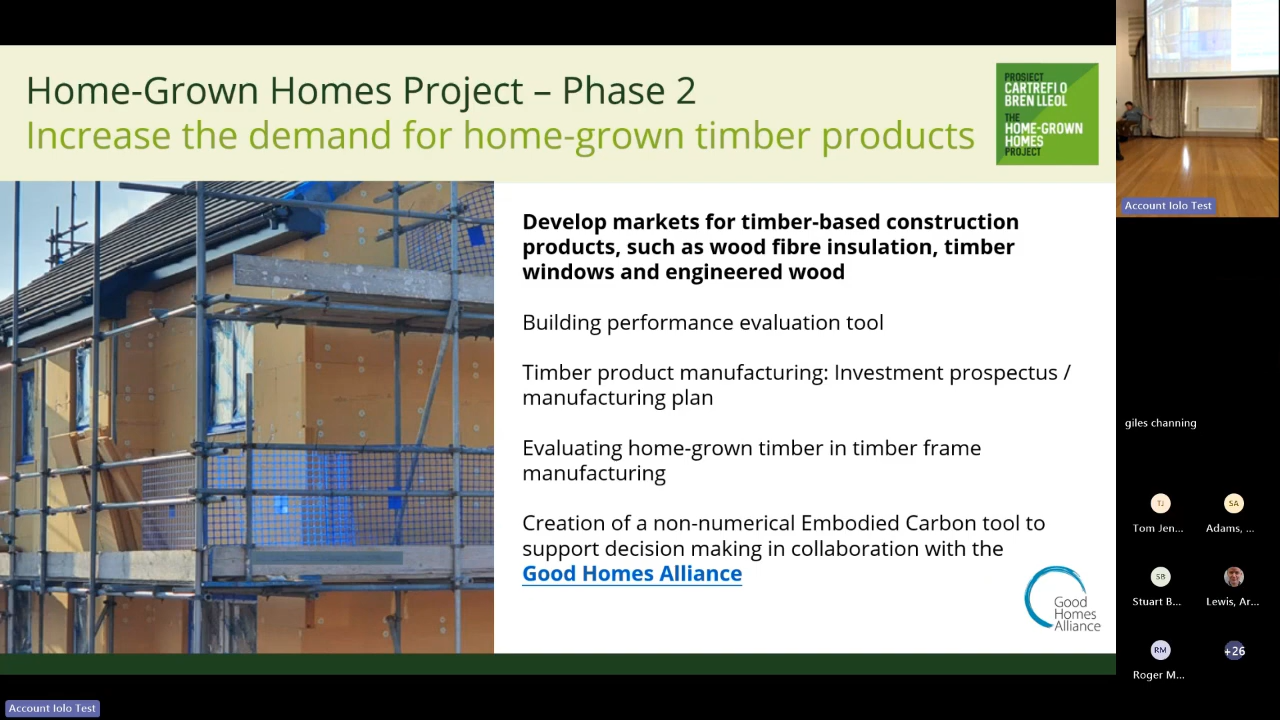 Home-Grown Homes Project – Phase 2
Increase the demand for home-grown timber products
PROSIECT
CARTREFI O
BREN LLEOL
THE
HOME-GROWN
HOMES
PROJECT
Develop markets for timber-based construction
products, such as wood fibre insulation, timber
windows and engineered wood
Building performance evaluation tool
Timber product manufacturing: Investment prospectus /
manufacturing plan
Evaluating home-grown timber in timber frame
manufacturing
Creation of a non-numerical Embodied Carbon tool to
support decision making in collaboration with the
Good Homes Alliance
Good
Homes
Alliance
Account Iolo Test
Account Iolo Test
giles channing
TJ
Tom Jen...
SA
Adams, ...
SB
Stuart B...
Lewis, Ar...
RM
Roger M...
+26